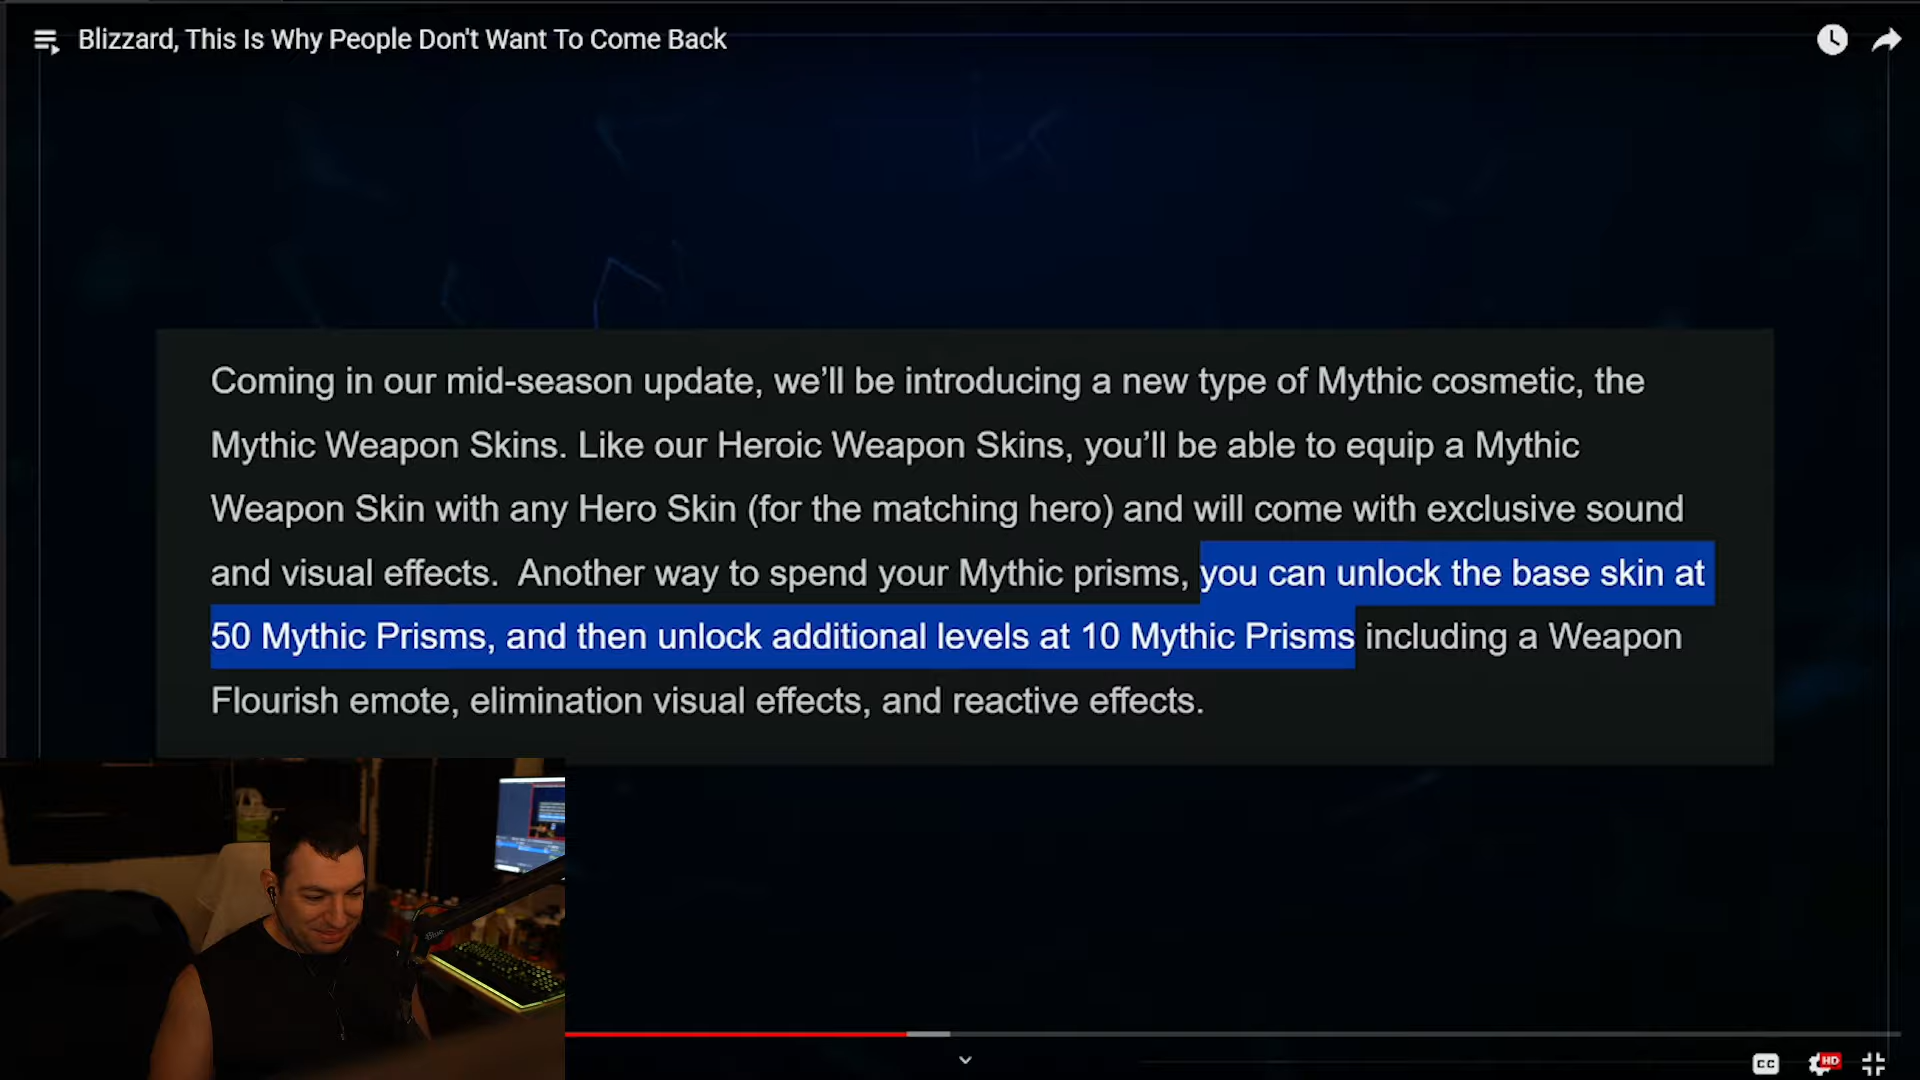 Blizzard, This Is Why People Don't Want To Come Back
Coming in our mid-season update, we’ll be introducing a new type of Mythic cosmetic, the
Mythic Weapon Skins. Like our Heroic Weapon Skins, you’ll be able to equip a Mythic
Weapon Skin with any Hero Skin (for the matching hero) and will come with exclusive sound
and visual effects.  Another way to spend your Mythic prisms, you can unlock the base skin at
50 Mythic Prisms, and then unlock additional levels at 10 Mythic Prisms including a Weapon
Flourish emote, elimination visual effects, and reactive effects.
Blue
CC
HD